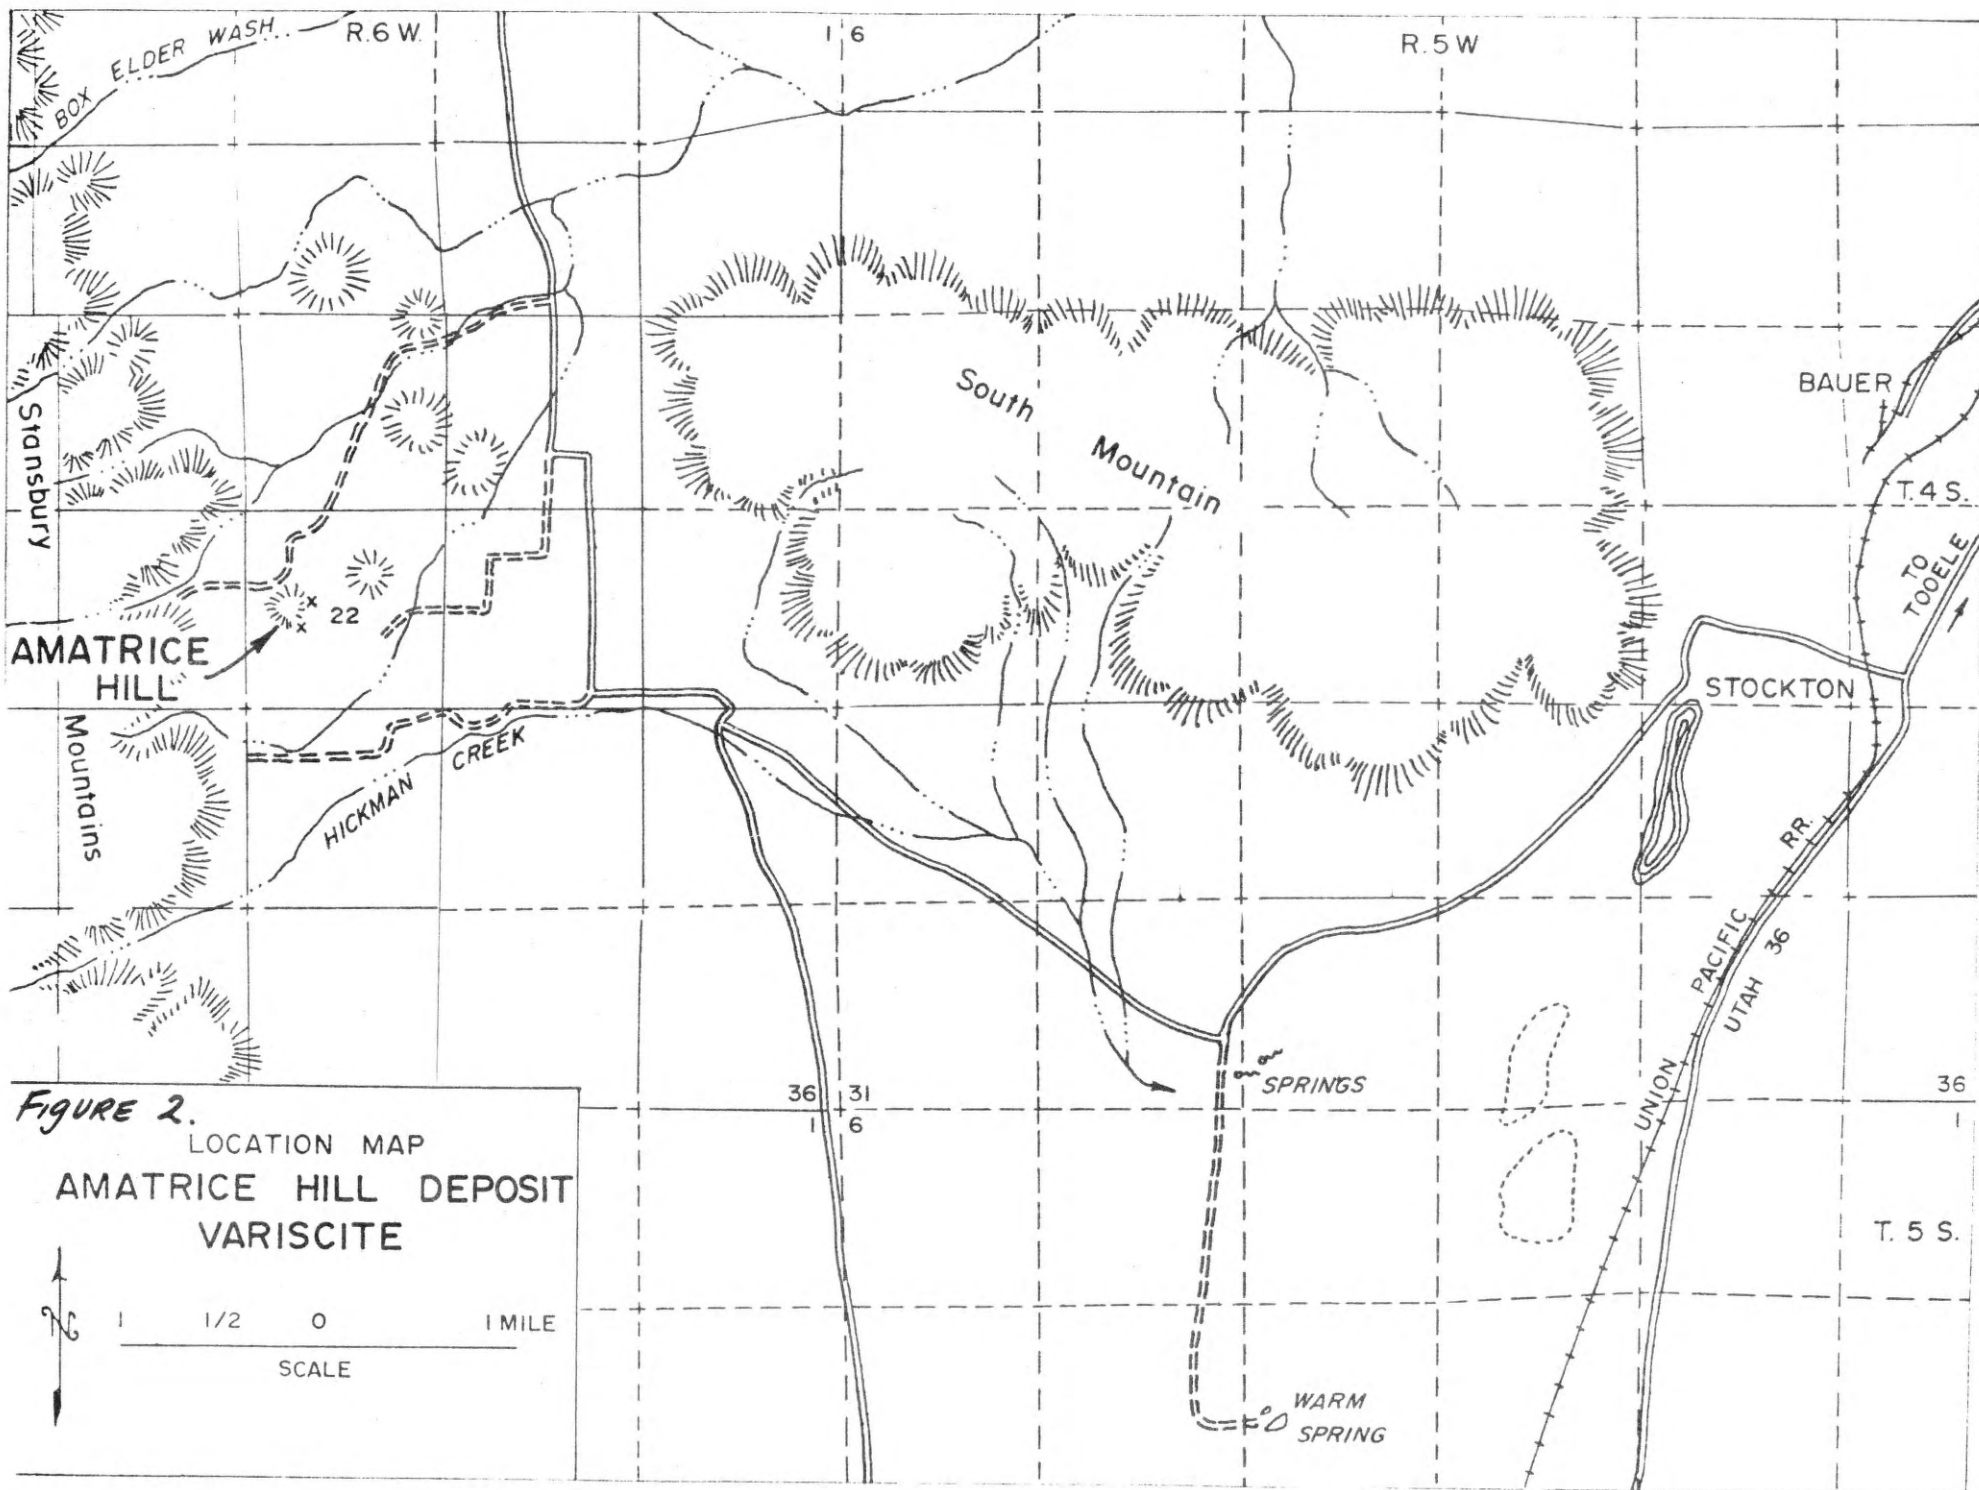 BOX ELDER WASH
R.6 W.
1 6
R.5 W
Stansbury
Mountains
South
Mountain
BAUER
T.4 S.
TO
TOOELE
22
AMATRICE
HILL
STOCKTON
HICKMAN CREEK
UNION PACIFIC RR.
UTAH 36
SPRINGS
36 31
1 6
36
1
T. 5 S.
WARM
SPRING
FIGURE 2.
LOCATION MAP
AMATRICE HILL DEPOSIT
VARISCITE
N
1 1/2 0 1 MILE
SCALE